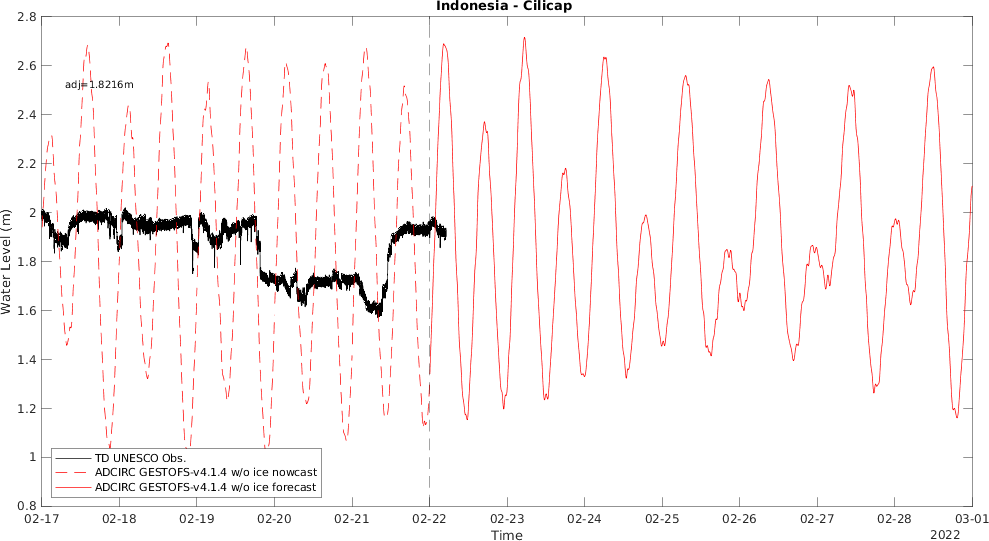 Indonesia - Cilicap
2.8
2.6
2.4
2.2
2
1.8
1.6
1.4
1.2
1
0.8
Water Level (m)
adj=1.8216m
TD UNESCO Obs.
ADCIRC GESTOFS-v4.1.4 w/o ice nowcast
ADCIRC GESTOFS-v4.1.4 w/o ice forecast
02-17 02-18 02-19 02-20 02-21 02-22 02-23 02-24 02-25 02-26 02-27 02-28 03-01
Time
2022